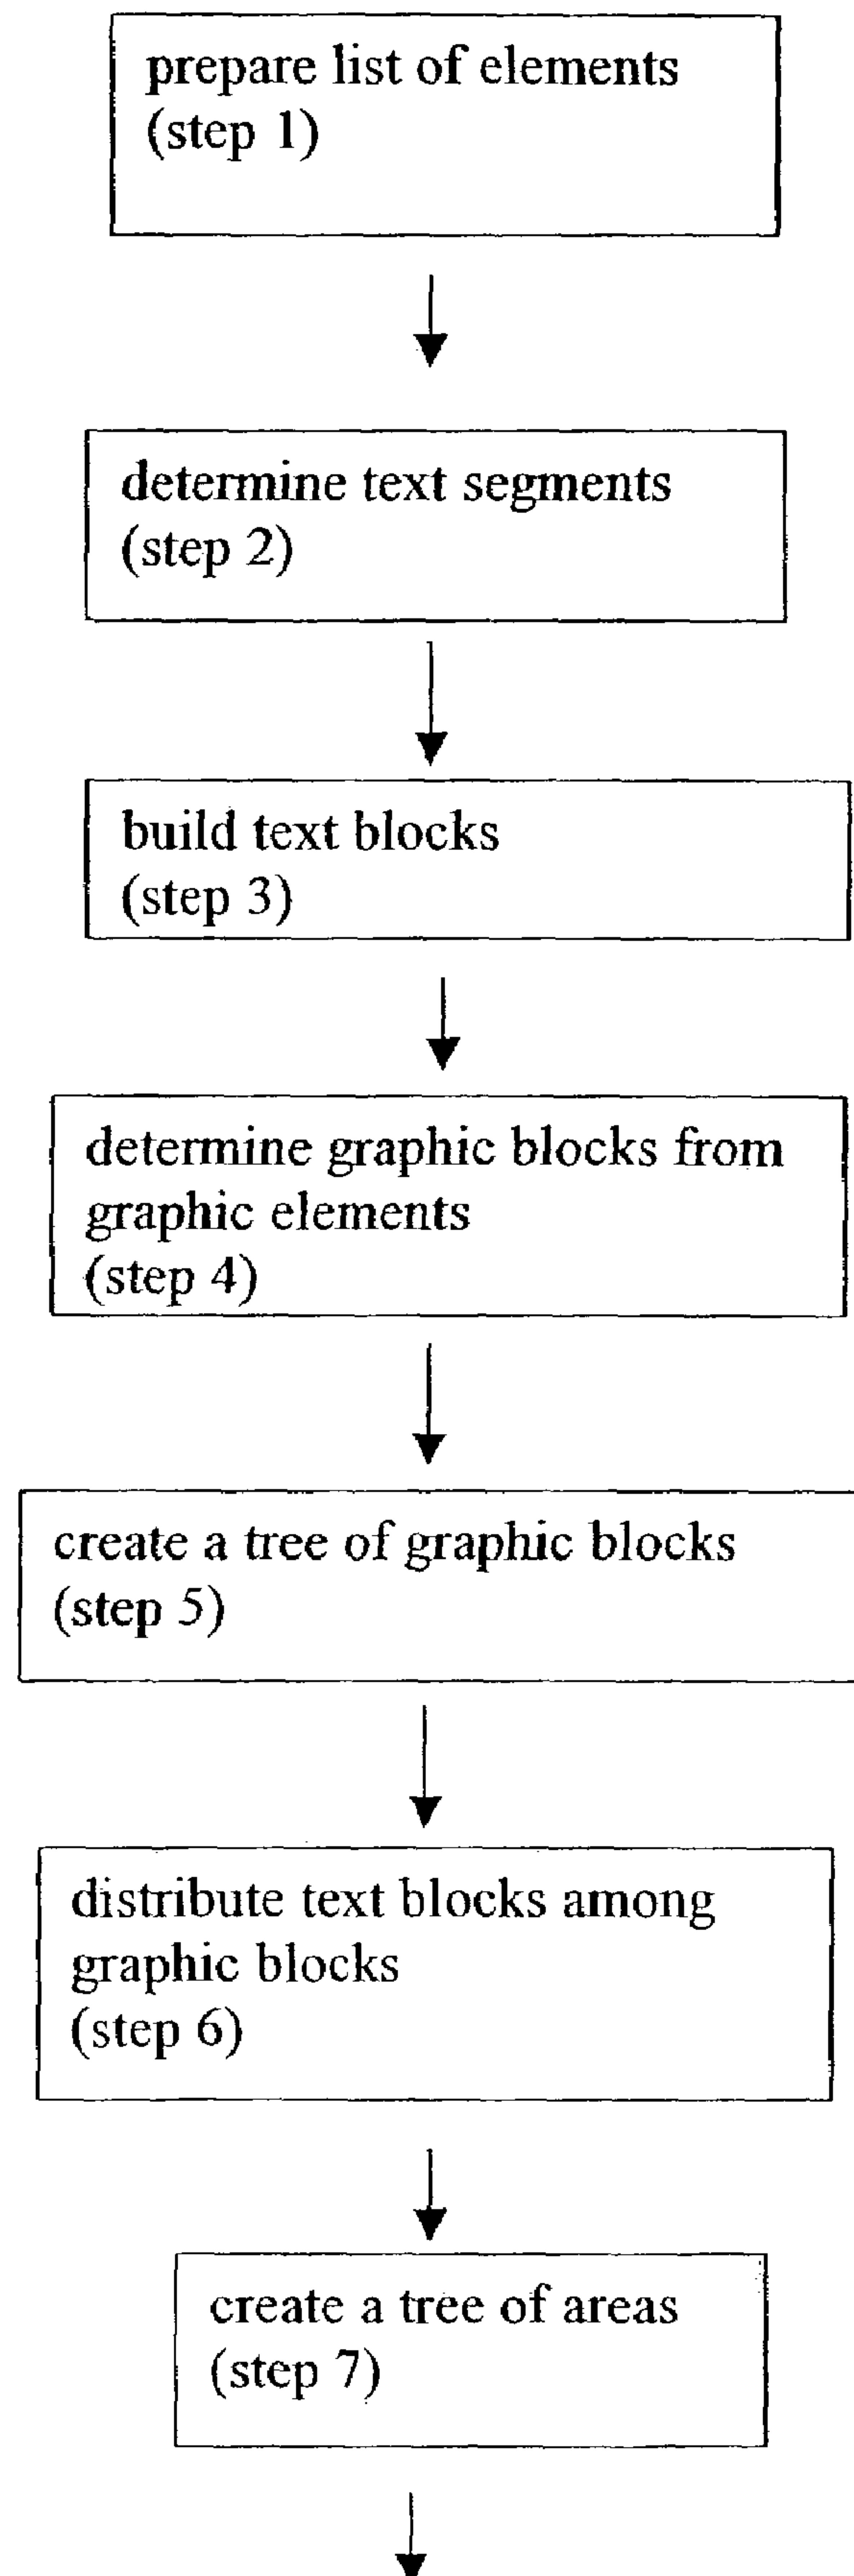 prepare list of elements
(step 1)
determine text segments
(step 2)
build text blocks
(step 3)
determine graphic blocks from
graphic elements
(step 4)
create a tree of graphic blocks
(step 5)
distribute text blocks among
graphic blocks
(step 6)
create a tree of areas
(step 7)